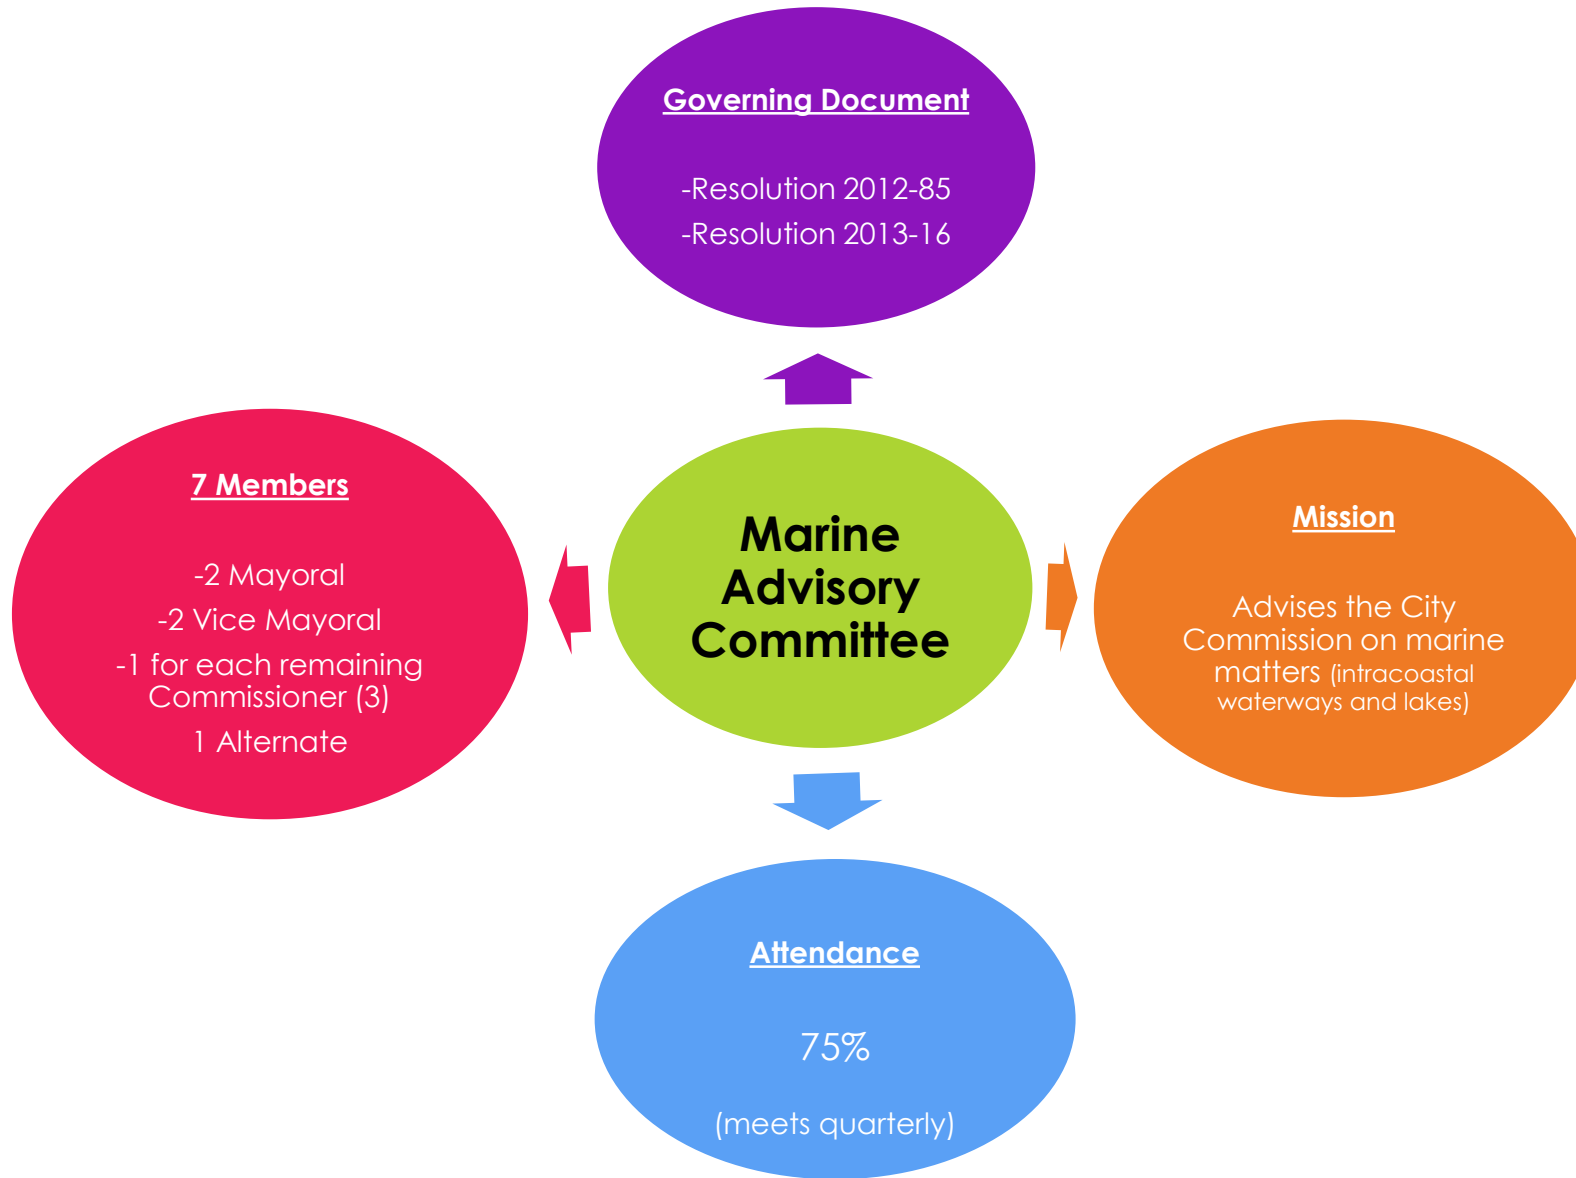 Governing Document
-Resolution 2012-85
-Resolution 2013-16
7 Members
-2 Mayoral
-2 Vice Mayoral
-1 for each remaining
Commissioner (3)
1 Alternate
Marine
Advisory
Committee
Mission
Advises the City
Commission on marine
matters (intracoastal
waterways and lakes)
Attendance
75%
(meets quarterly)